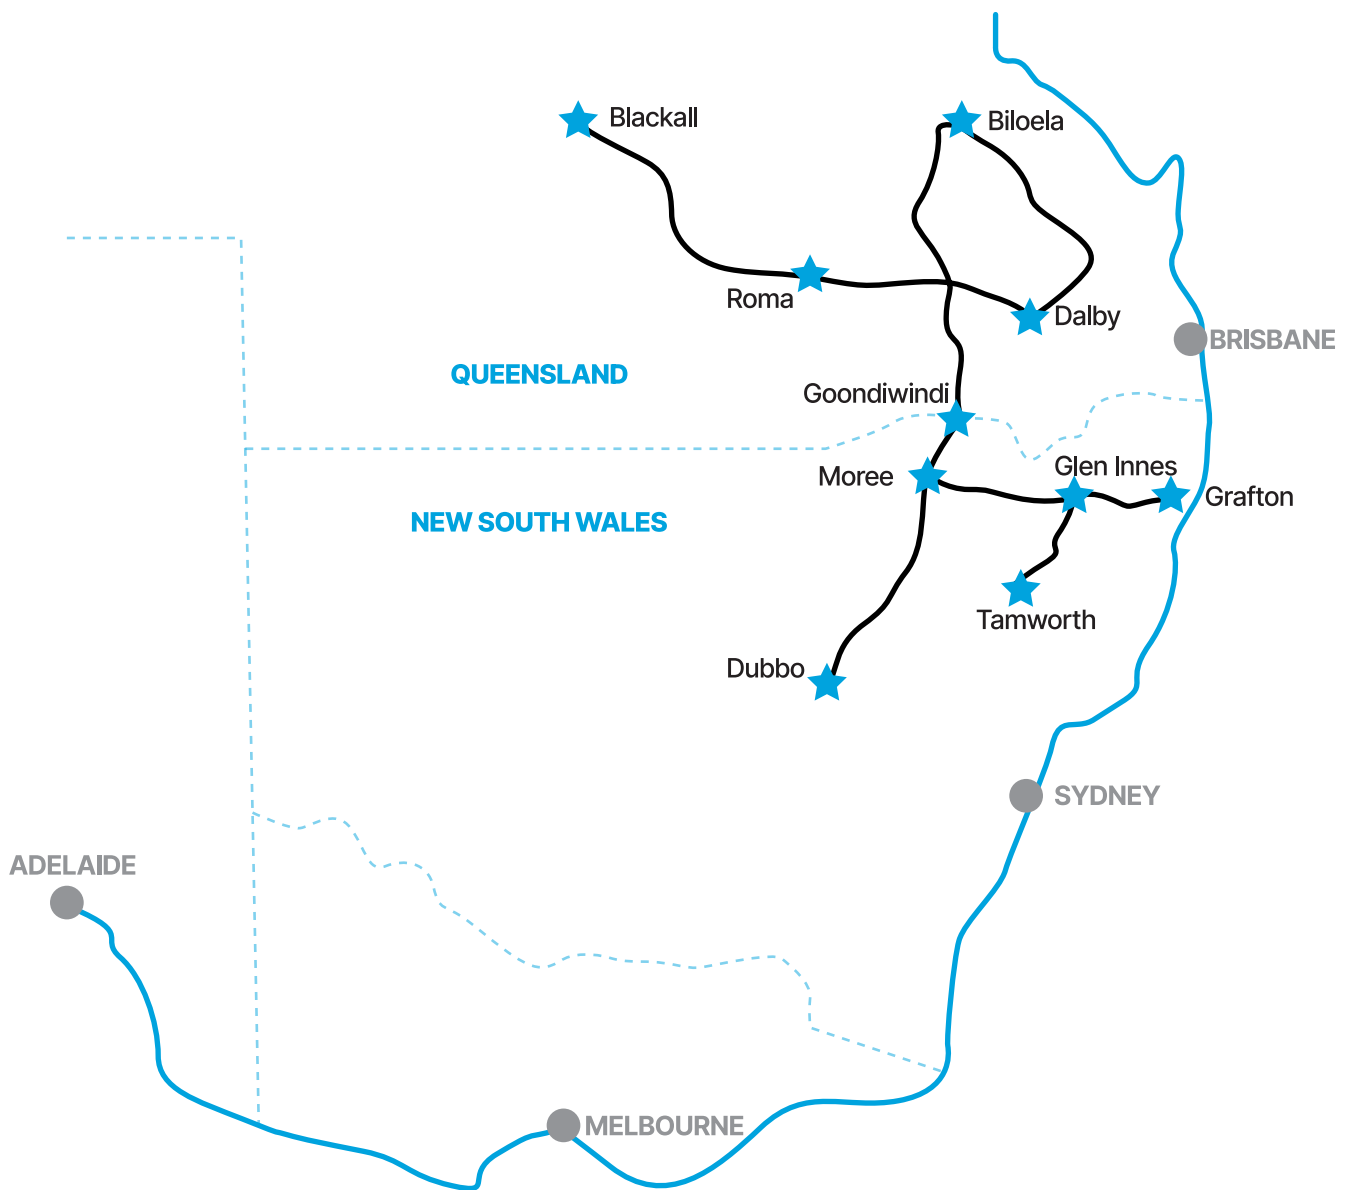 Blackall
Biloela
Roma
Dalby
BRISBANE
QUEENSLAND
Goondiwindi
Glen Innes
Moree
Grafton
NEW SOUTH WALES
Tamworth
Dubbo
SYDNEY
ADELAIDE
MELBOURNE